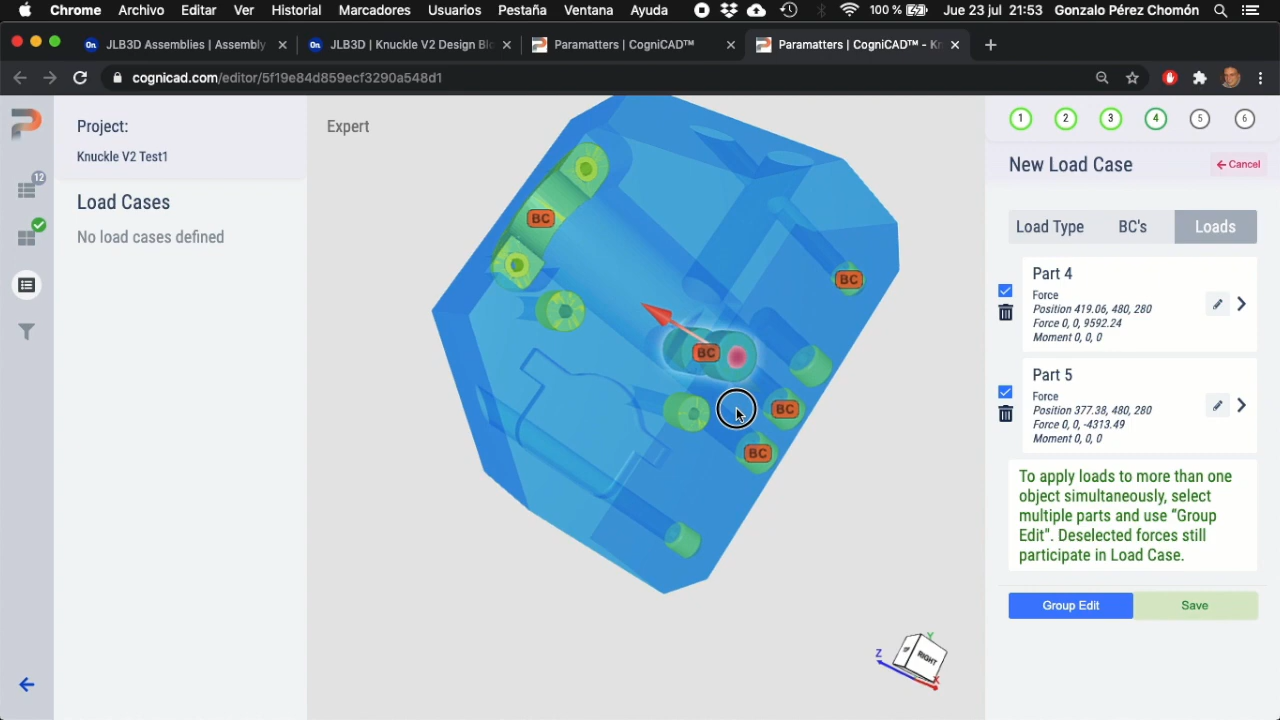 Chrome Archivo Editar Ver Historial Marcadores Usuarios Pestaña Ventana Ayuda 100 % Jue 23 jul 21:53 Gonzalo Pérez Chomón
On JLB3D Assemblies | Assembly
On JLB3D | Knuckle V2 Design
Paramatters | CogniCAD™
Paramatters | CogniCAD™ - Kn
cognicad.com/editor/5f19e84d859ecf3290a548d1
Project:
Knuckle V2 Test1
12
Load Cases
No load cases defined
Expert
BC
BC
BC
BC
BC
Z
Y
X
RIGHT
1 2 3 4 5 6
New Load Case
Cancel
Load Type BC's Loads
Part 4
Force
Position 419.06, 480, 280
Force 0, 0, 9592.24
Moment 0, 0, 0
Part 5
Force
Position 377.38, 480, 280
Force 0, 0, -4313.49
Moment 0, 0, 0
To apply loads to more than one
object simultaneously, select
multiple parts and use “Group
Edit". Deselected forces still
participate in Load Case.
Group Edit Save